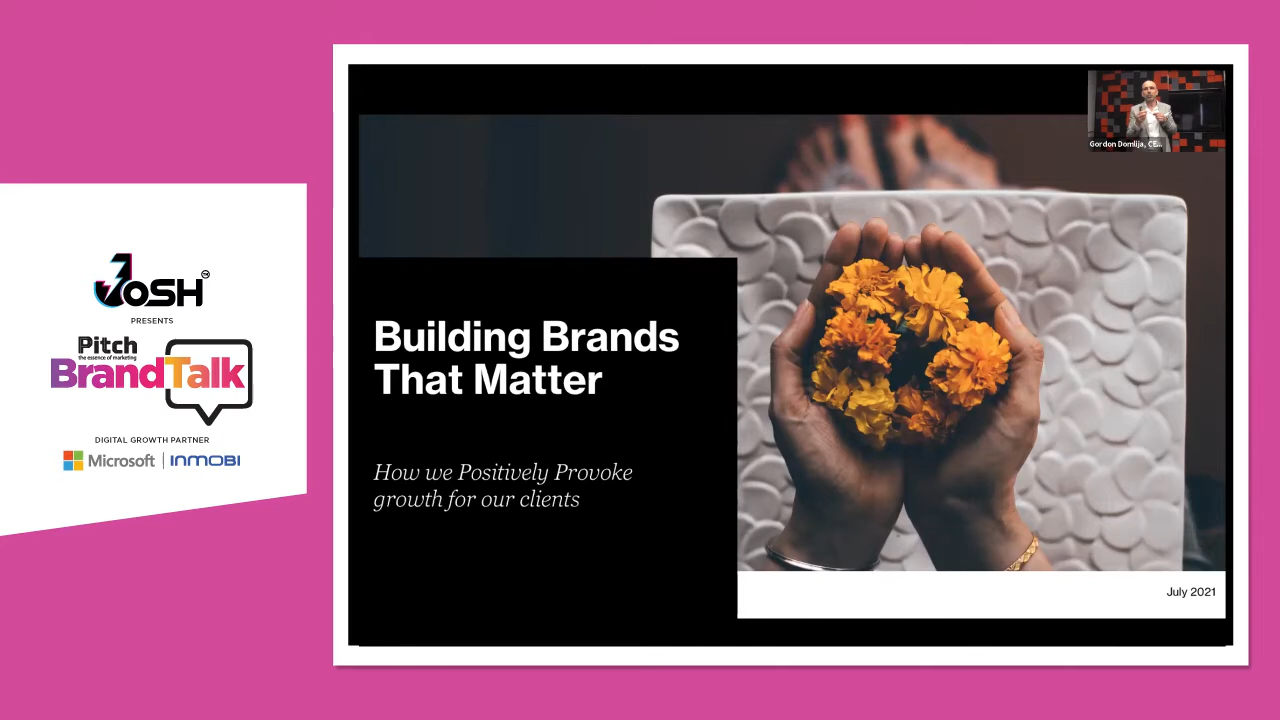 JOSH
TM
PRESENTS
Pitch
the essence of marketing
BrandTalk
DIGITAL GROWTH PARTNER
Microsoft | INMOBI
Gordon Domlija, CE...
Building Brands
That Matter
How we Positively Provoke
growth for our clients
July 2021